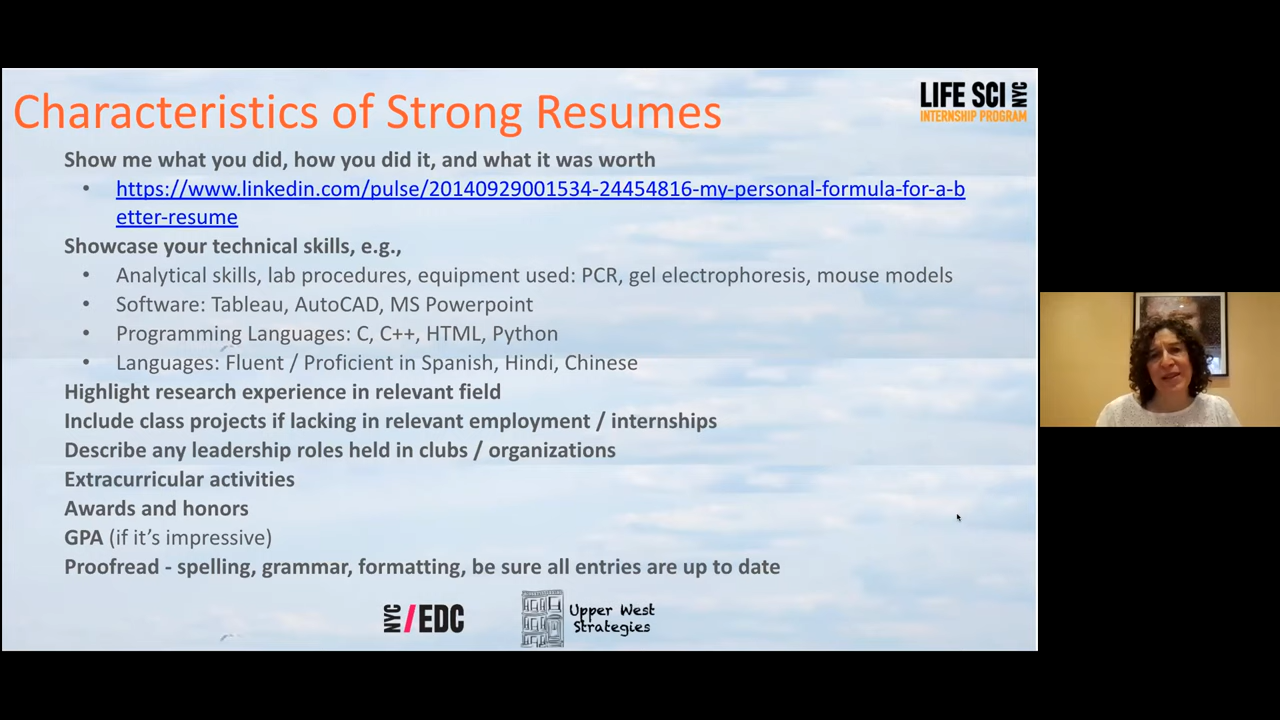 Characteristics of Strong Resumes
LIFE SCI NYC
INTERNSHIP PROGRAM
Show me what you did, how you did it, and what it was worth
• https://www.linkedin.com/pulse/20140929001534-24454816-my-personal-formula-for-a-b
etter-resume
Showcase your technical skills, e.g.,
• Analytical skills, lab procedures, equipment used: PCR, gel electrophoresis, mouse models
• Software: Tableau, AutoCAD, MS Powerpoint
• Programming Languages: C, C++, HTML, Python
• Languages: Fluent / Proficient in Spanish, Hindi, Chinese
Highlight research experience in relevant field
Include class projects if lacking in relevant employment / internships
Describe any leadership roles held in clubs / organizations
Extracurricular activities
Awards and honors
GPA (if it’s impressive)
Proofread - spelling, grammar, formatting, be sure all entries are up to date
NYC / EDC
Upper West
Strategies